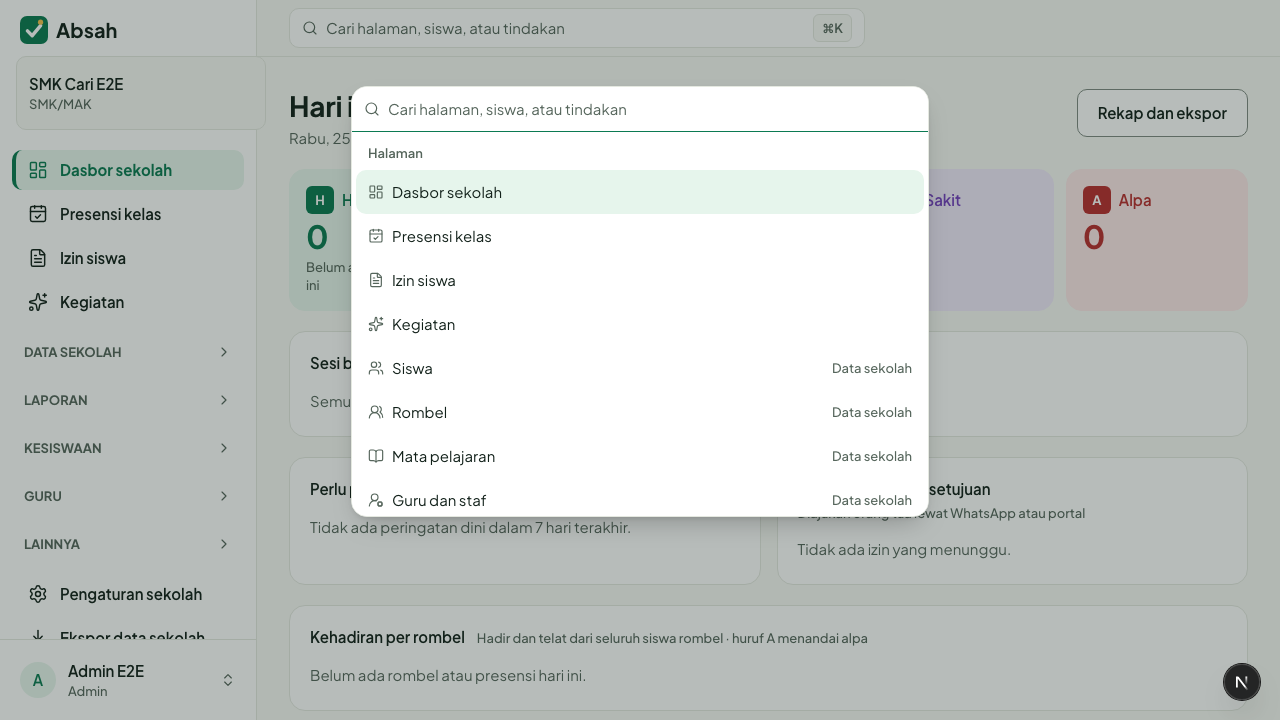 Absah
Cari halaman, siswa, atau tindakan
⌘K
SMK Cari E2E
SMK/MAK
Dasbor sekolah
Presensi kelas
Izin siswa
Kegiatan
DATA SEKOLAH
LAPORAN
KESISWAAN
GURU
LAINNYA
Pengaturan sekolah
Ekspor data sekolah
A
Admin E2E
Admin
Hari
Rabu, 25
Rekap dan ekspor
H
0
Belum
ini
Sakit
A Alpa
0
Sesi
Perlu
Tidak ada peringatan dini dalam 7 hari terakhir.
lewat WhatsApp atau portal
Tidak ada izin yang menunggu.
Kehadiran per rombel Hadir dan telat dari seluruh siswa rombel · huruf A menandai alpa
Belum ada rombel atau presensi hari ini.
Cari halaman, siswa, atau tindakan
Halaman
Dasbor sekolah
Presensi kelas
Izin siswa
Kegiatan
Siswa Data sekolah
Rombel Data sekolah
Mata pelajaran Data sekolah
Guru dan staf Data sekolah
N